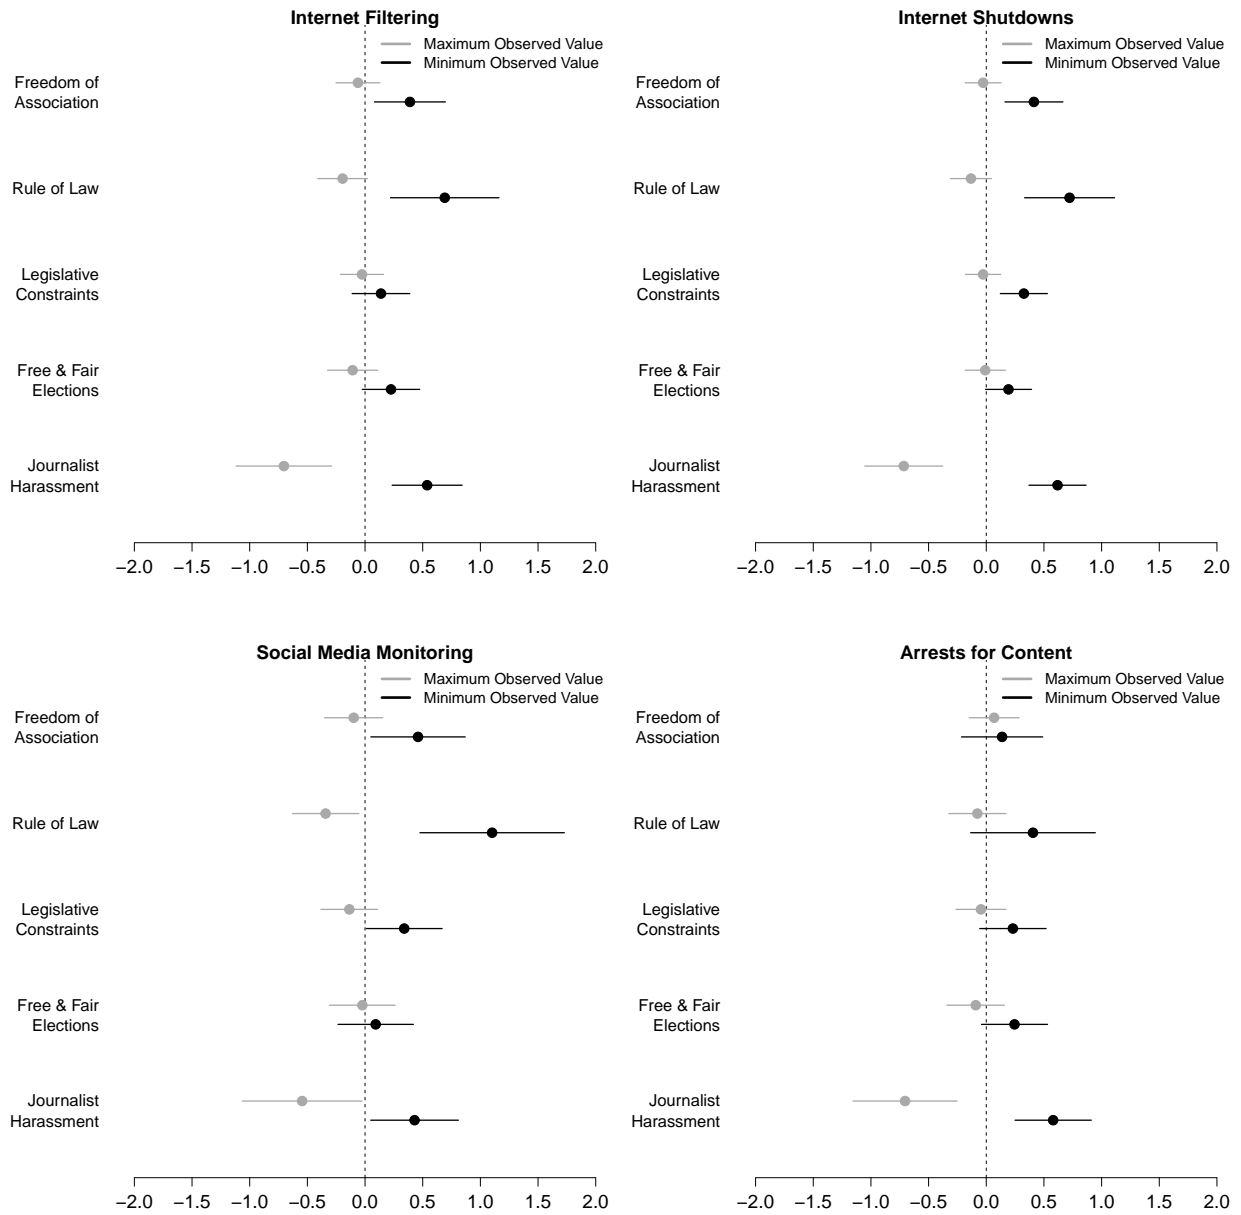 Internet Filtering
Maximum Observed Value
Minimum Observed Value
Freedom of
Association
Rule of Law
Legislative
Constraints
Free & Fair
Elections
Journalist
Harassment
−2.0 −1.5 −1.0 −0.5 0.0 0.5 1.0 1.5 2.0
Internet Shutdowns
Maximum Observed Value
Minimum Observed Value
Freedom of
Association
Rule of Law
Legislative
Constraints
Free & Fair
Elections
Journalist
Harassment
−2.0 −1.5 −1.0 −0.5 0.0 0.5 1.0 1.5 2.0
Social Media Monitoring
Maximum Observed Value
Minimum Observed Value
Freedom of
Association
Rule of Law
Legislative
Constraints
Free & Fair
Elections
Journalist
Harassment
−2.0 −1.5 −1.0 −0.5 0.0 0.5 1.0 1.5 2.0
Arrests for Content
Maximum Observed Value
Minimum Observed Value
Freedom of
Association
Rule of Law
Legislative
Constraints
Free & Fair
Elections
Journalist
Harassment
−2.0 −1.5 −1.0 −0.5 0.0 0.5 1.0 1.5 2.0